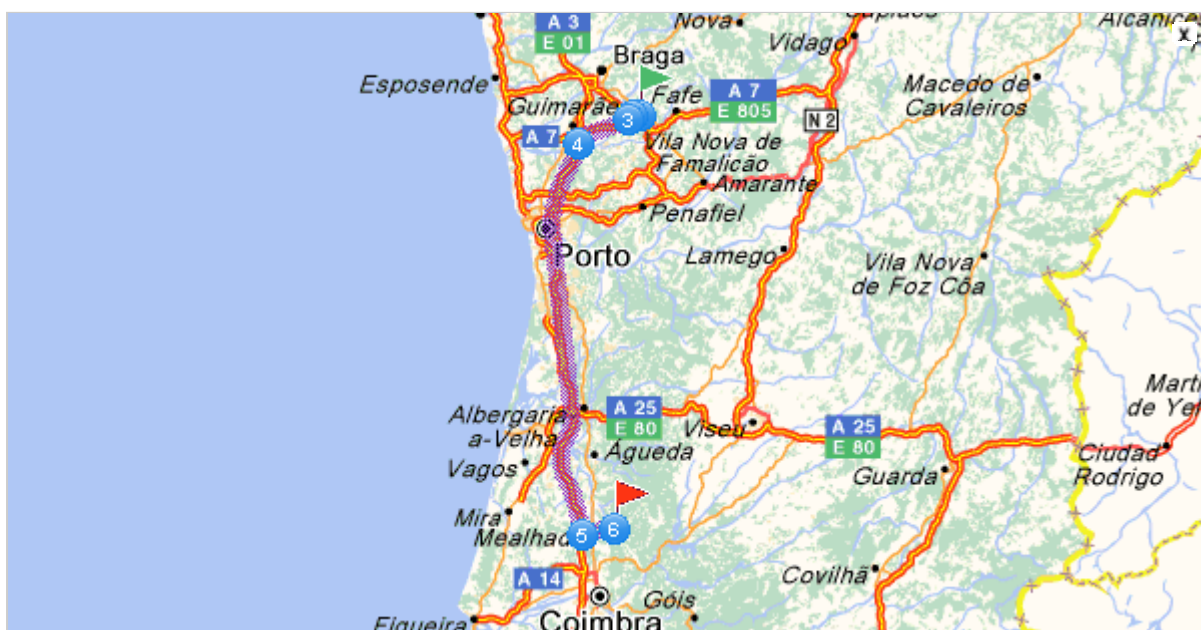 A 3
E 01
Nova
Vidago
Braga
Esposende
Macedo de
Cavaleiros
A 7
E 805
Fafe
N 2
3
A 7
4
Vila Nova de
Famalicão
Amarante
Penafiel
Porto
Lamego
Vila Nova
de Foz Côa
Albergaria
a-Velha
A 25
E 80
Viseu
A 25
E 80
Águeda
Vagos
Guarda
Ciudad
Rodrigo
Mira
5
6
A 14
Covilhã
Góis
Coimbra
x